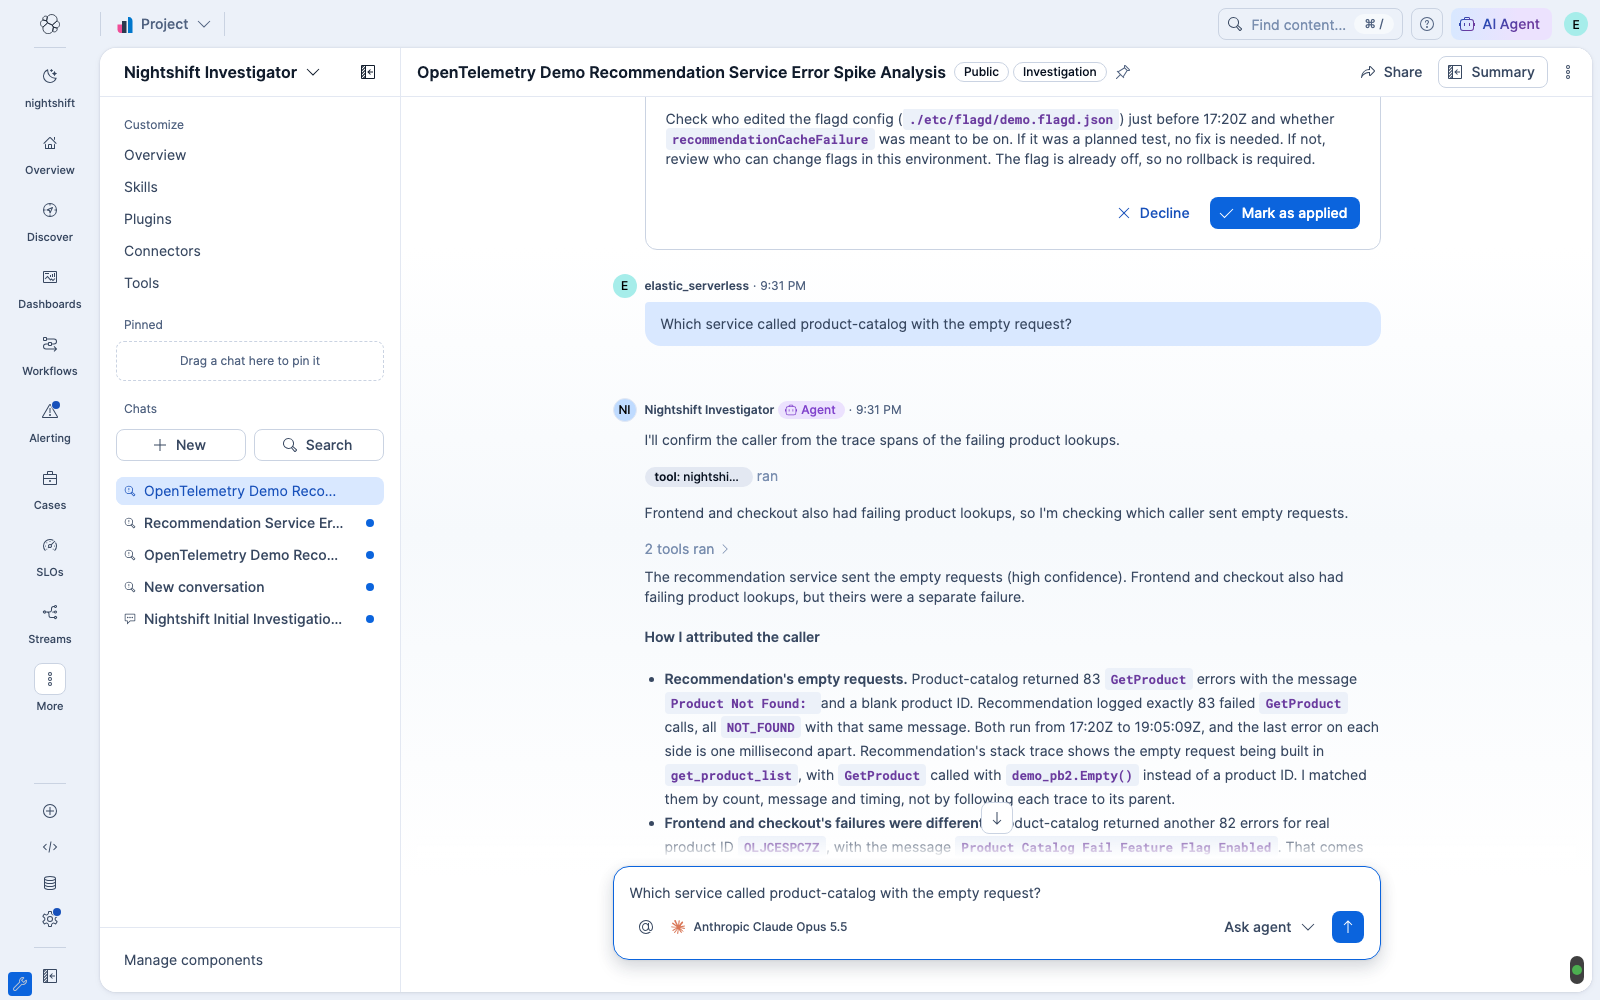 Project
Find content...
⌘ /
AI Agent
E
nightshift
Overview
Discover
Dashboards
Workflows
Alerting
Cases
SLOs
Streams
More
Nightshift Investigator
Customize
Overview
Skills
Plugins
Connectors
Tools
Pinned
Drag a chat here to pin it
Chats
New
Search
OpenTelemetry Demo Reco...
Recommendation Service Er...
OpenTelemetry Demo Reco...
New conversation
Nightshift Initial Investigatio...
Manage components
OpenTelemetry Demo Recommendation Service Error Spike Analysis
Public
Investigation
Share
Summary
Check who edited the flagd config ( ./etc/flagd/demo.flagd.json ) just before 17:20Z and whether
recommendationCacheFailure was meant to be on. If it was a planned test, no fix is needed. If not,
review who can change flags in this environment. The flag is already off, so no rollback is required.
Decline
Mark as applied
E
elastic_serverless · 9:31 PM
Which service called product-catalog with the empty request?
NI
Nightshift Investigator Agent · 9:31 PM
I'll confirm the caller from the trace spans of the failing product lookups.
tool: nightshi... ran
Frontend and checkout also had failing product lookups, so I'm checking which caller sent empty requests.
2 tools ran
The recommendation service sent the empty requests (high confidence). Frontend and checkout also had
failing product lookups, but theirs were a separate failure.
How I attributed the caller
• Recommendation's empty requests. Product-catalog returned 83 GetProduct errors with the message
Product Not Found: and a blank product ID. Recommendation logged exactly 83 failed GetProduct
calls, all NOT_FOUND with that same message. Both run from 17:20Z to 19:05:09Z, and the last error on each
side is one millisecond apart. Recommendation's stack trace shows the empty request being built in
get_product_list , with GetProduct called with demo_pb2.Empty() instead of a product ID. I matched
them by count, message and timing, not by following each trace to its parent.
• Frontend and checkout's failures were different oduct-catalog returned another 82 errors for real
product ID OLJCESPC7Z , with the message Product Catalog Fail Feature Flag Enabled . That comes
Which service called product-catalog with the empty request?
@
Anthropic Claude Opus 5.5
Ask agent